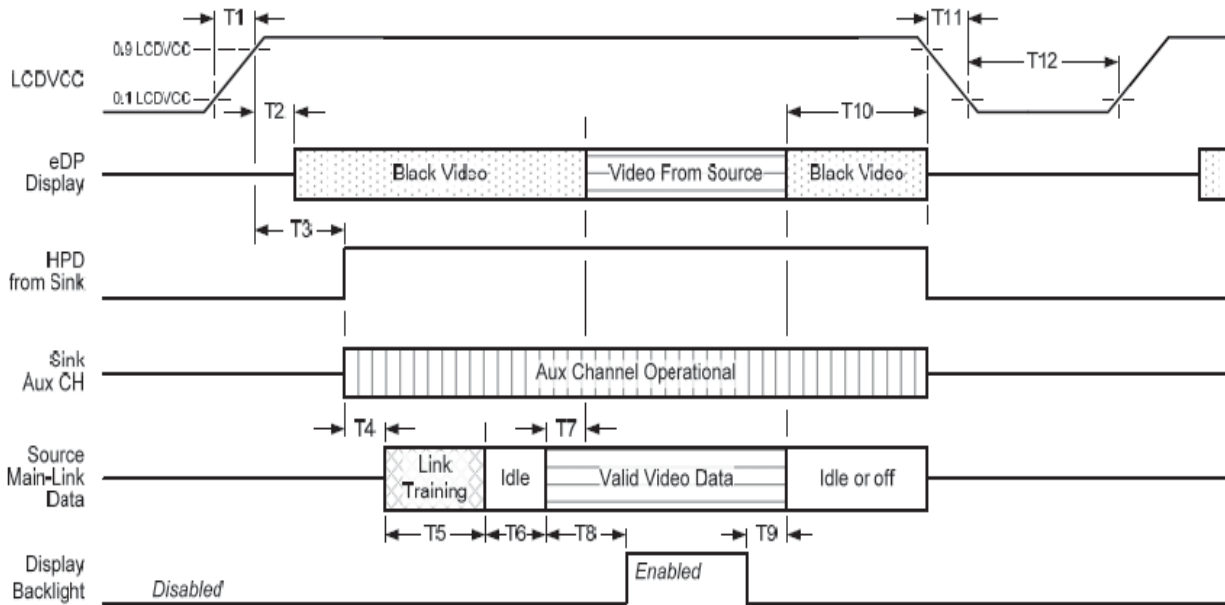 T1
T11
0.9 LCDVCC
LCDVCC
T12
0.1 LCDVCC
T2
T10
eDP
Display
Black Video
Video From Source
Black Video
T3
HPD
from Sink
Sink
Aux CH
Aux Channel Operational
T4
T7
Source
Main-Link
Data
Link
Training
Idle
Valid Video Data
Idle or off
T5
T6
T8
T9
Display
Backlight
Disabled
Enabled